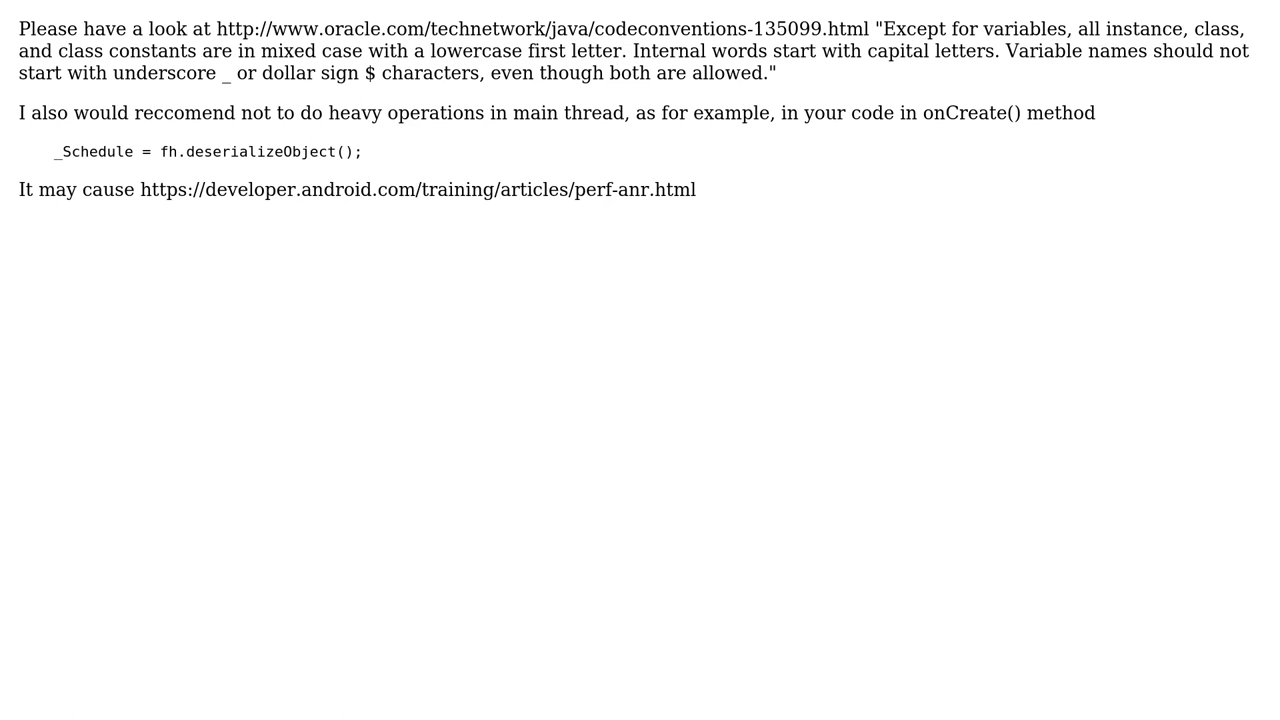 Please have a look at http://www.oracle.com/technetwork/java/codeconventions-135099.html "Except for variables, all instance, class,
and class constants are in mixed case with a lowercase first letter. Internal words start with capital letters. Variable names should not
start with underscore _ or dollar sign $ characters, even though both are allowed."
I also would reccomend not to do heavy operations in main thread, as for example, in your code in onCreate() method
_Schedule = fh.deserializeObject();
It may cause https://developer.android.com/training/articles/perf-anr.html